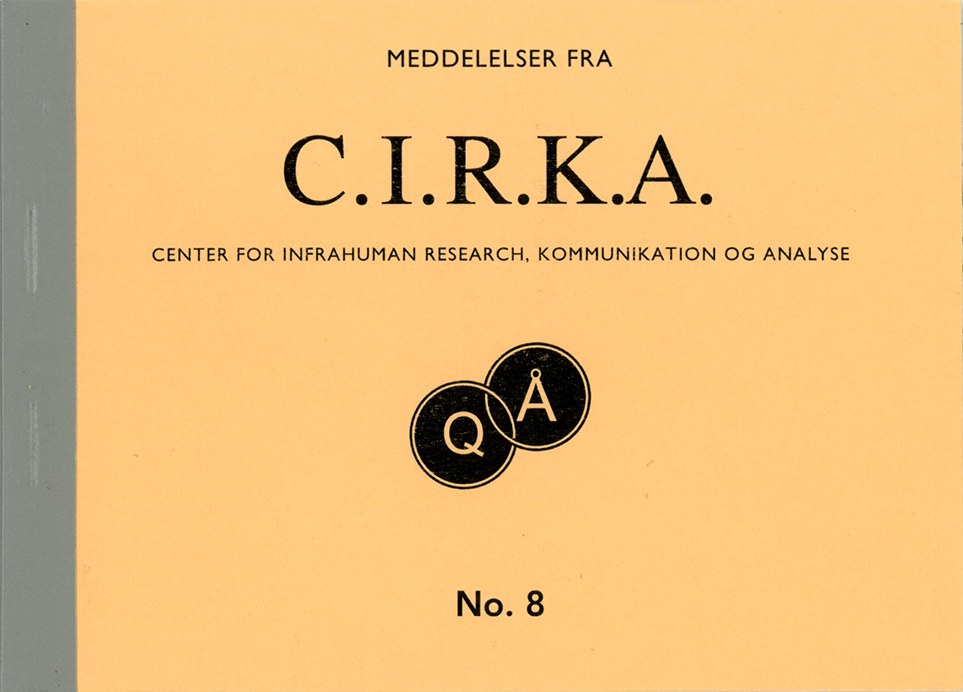 MEDDELELSER FRA
C.I.R.K.A.
CENTER FOR INFRAHUMAN RESEARCH, KOMMUNiKATION OG ANALYSE
Q Å
No. 8